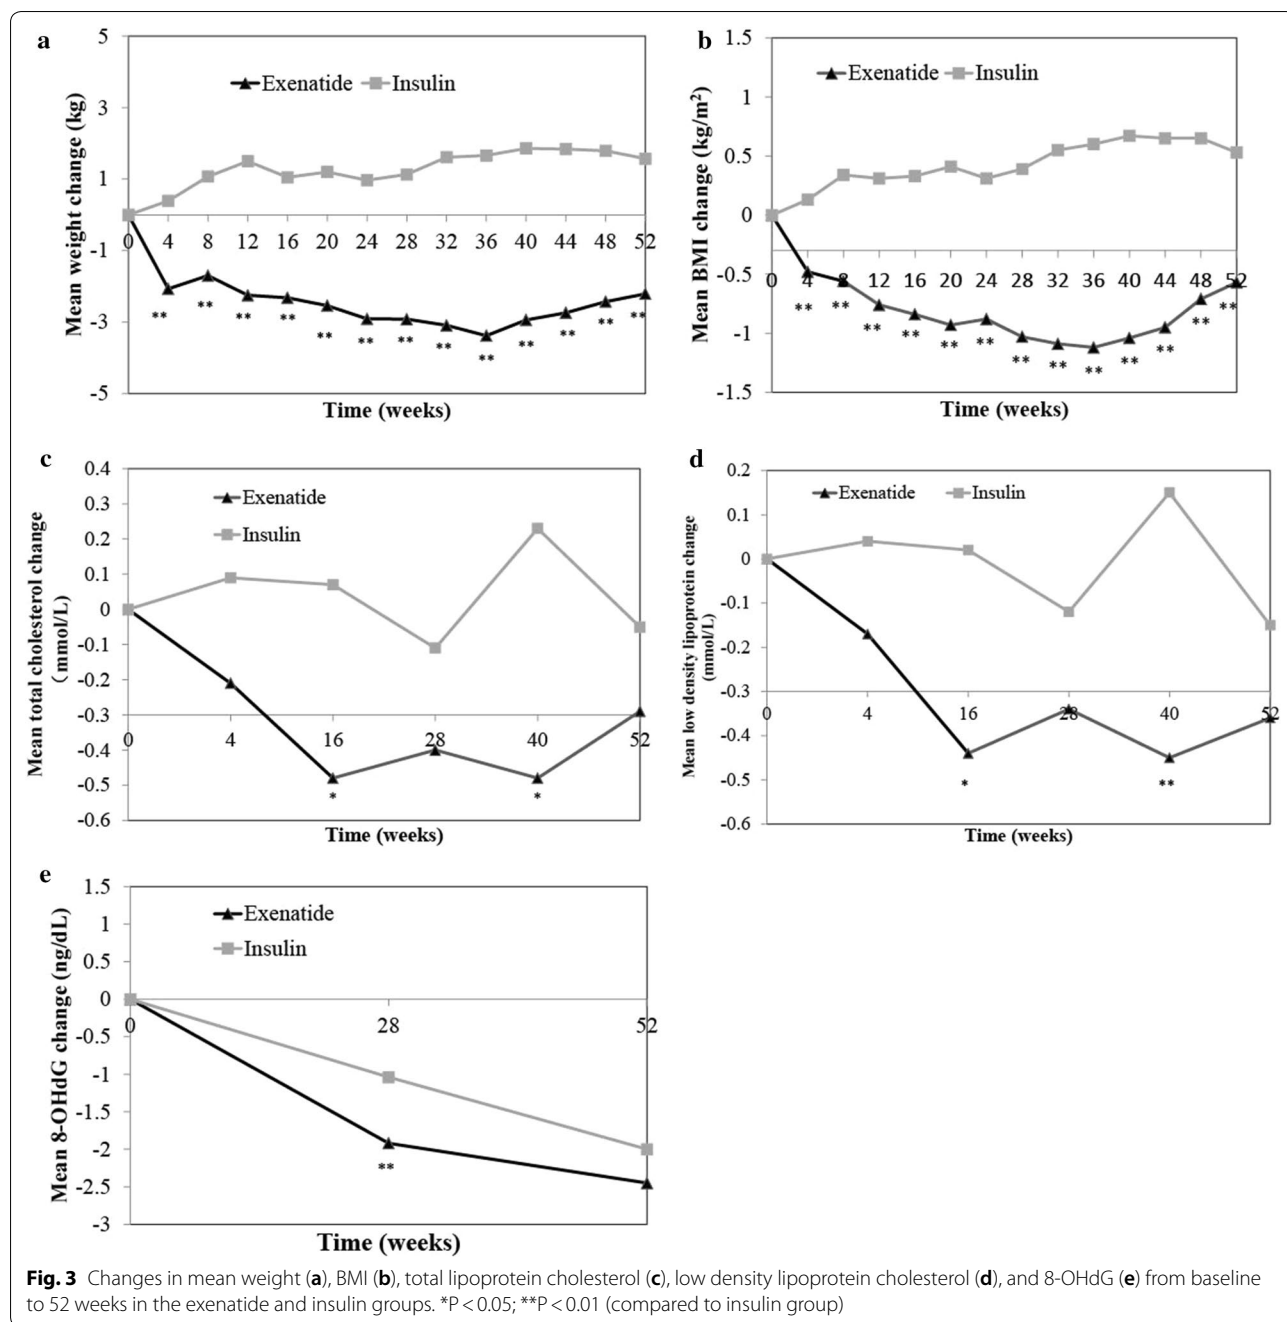 a
5
3
1
-1
-3
-5
Mean weight change (kg)
Exenatide Insulin
0 4 8 12 16 20 24 28 32 36 40 44 48 52
** ** ** ** ** ** ** ** ** ** ** ** **
Time (weeks)
b
1.5
1
0.5
0
-0.5
-1
-1.5
Mean BMI change (kg/m²)
Exenatide Insulin
0 4 8 12 16 20 24 28 32 36 40 44 48 52
** ** ** ** ** ** ** ** ** ** ** ** **
Time (weeks)
c
0.4
0.3
0.2
0.1
0
-0.1
-0.2
-0.3
-0.4
-0.5
-0.6
Mean total cholesterol change
(mmol/L)
Exenatide
Insulin
0 4 16 28 40 52
* *
Time (weeks)
d
0.2
0.1
0
-0.1
-0.2
-0.3
-0.4
-0.5
-0.6
Mean low density lipoprotein change
(mmol/L)
Exenatide Insulin
0 4 16 28 40 52
* **
Time (weeks)
e
1.5
1
0.5
0
-0.5
-1
-1.5
-2
-2.5
-3
Mean 8-OHdG change (ng/dL)
Exenatide
Insulin
0 28 52
**
Time (weeks)
Fig. 3 Changes in mean weight (a), BMI (b), total lipoprotein cholesterol (c), low density lipoprotein cholesterol (d), and 8-OHdG (e) from baseline
to 52 weeks in the exenatide and insulin groups. *P < 0.05; **P < 0.01 (compared to insulin group)